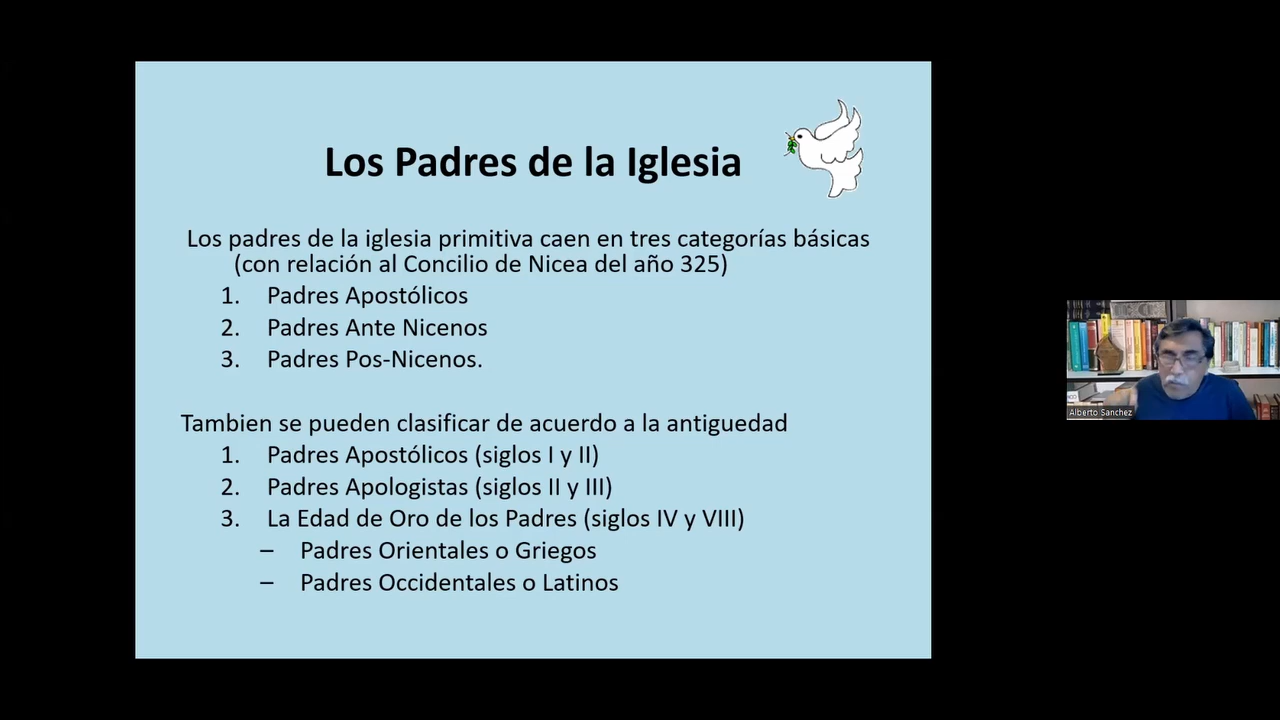 Los Padres de la Iglesia
Los padres de la iglesia primitiva caen en tres categorías básicas
(con relación al Concilio de Nicea del año 325)
1. Padres Apostólicos
2. Padres Ante Nicenos
3. Padres Pos-Nicenos.
Tambien se pueden clasificar de acuerdo a la antiguedad
1. Padres Apostólicos (siglos I y II)
2. Padres Apologistas (siglos II y III)
3. La Edad de Oro de los Padres (siglos IV y VIII)
– Padres Orientales o Griegos
– Padres Occidentales o Latinos
Alberto Sanchez